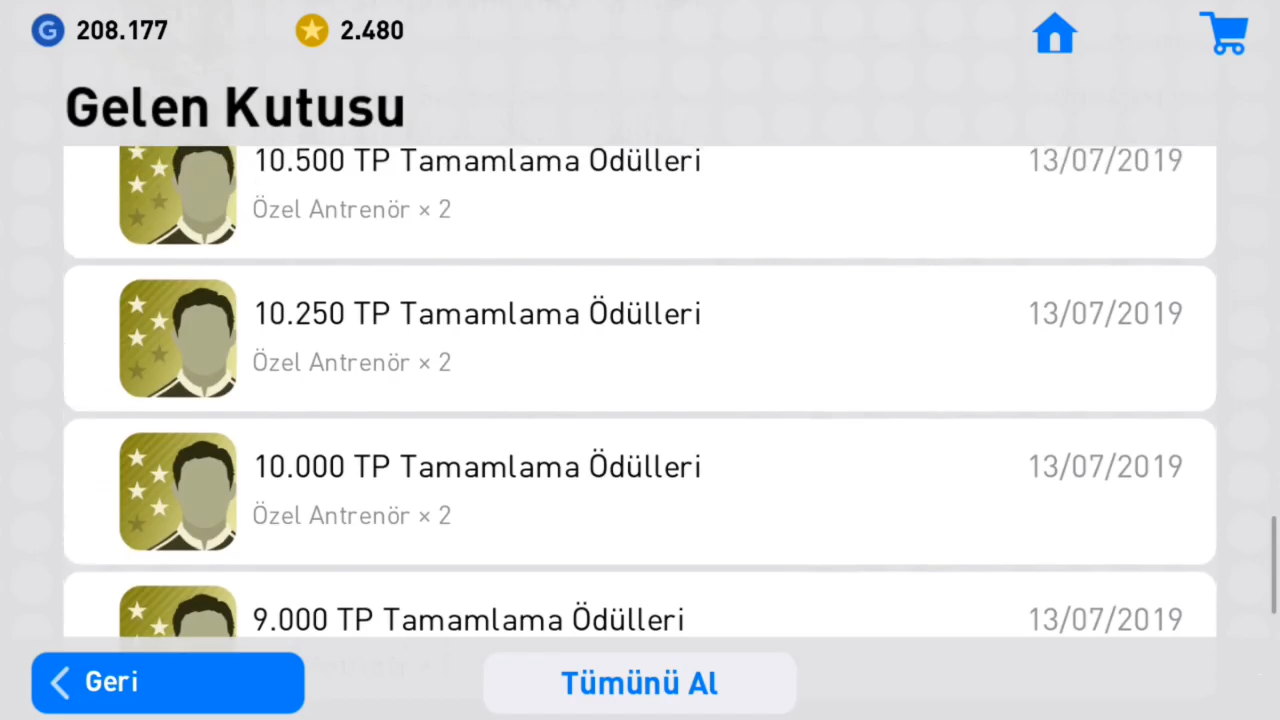 G 208.177 2.480
Gelen Kutusu
10.500 TP Tamamlama Ödülleri 13/07/2019
Özel Antrenör × 2
10.250 TP Tamamlama Ödülleri 13/07/2019
Özel Antrenör × 2
10.000 TP Tamamlama Ödülleri 13/07/2019
Özel Antrenör × 2
9.000 TP Tamamlama Ödülleri 13/07/2019
Geri Tümünü Al